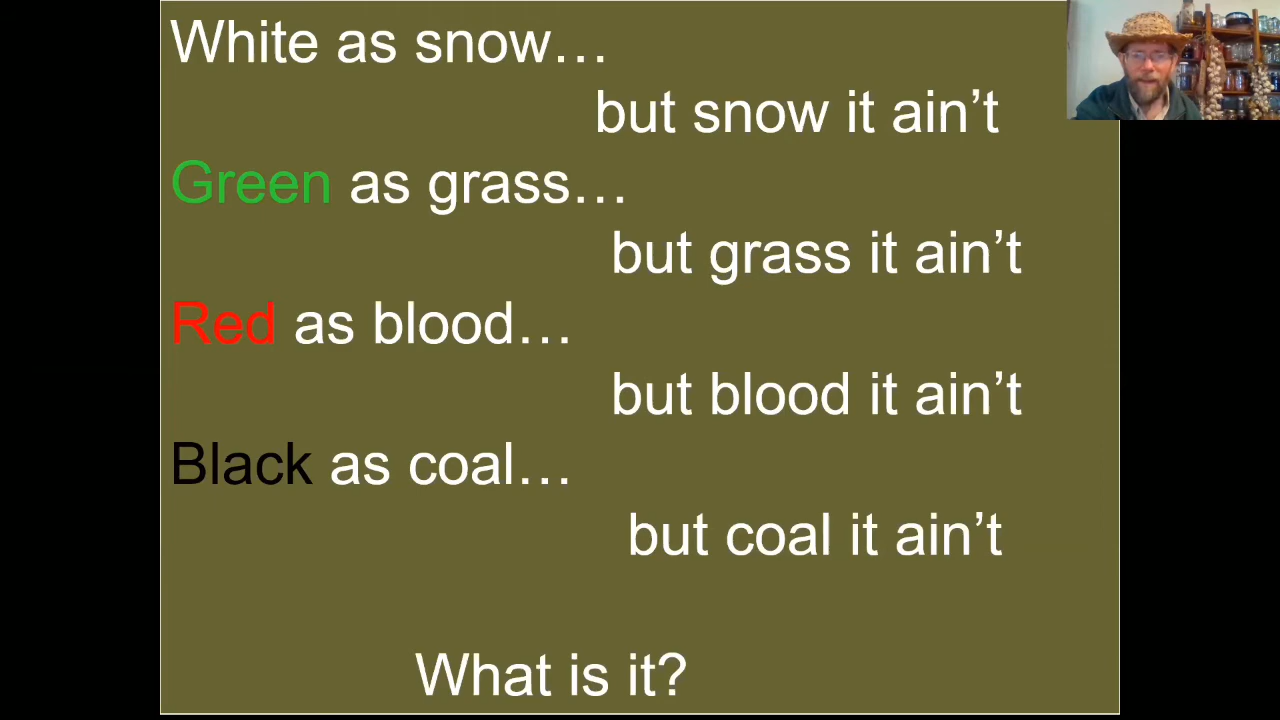 White as snow…
but snow it ain’t
Green as grass…
but grass it ain’t
Red as blood…
but blood it ain’t
Black as coal…
but coal it ain’t
What is it?